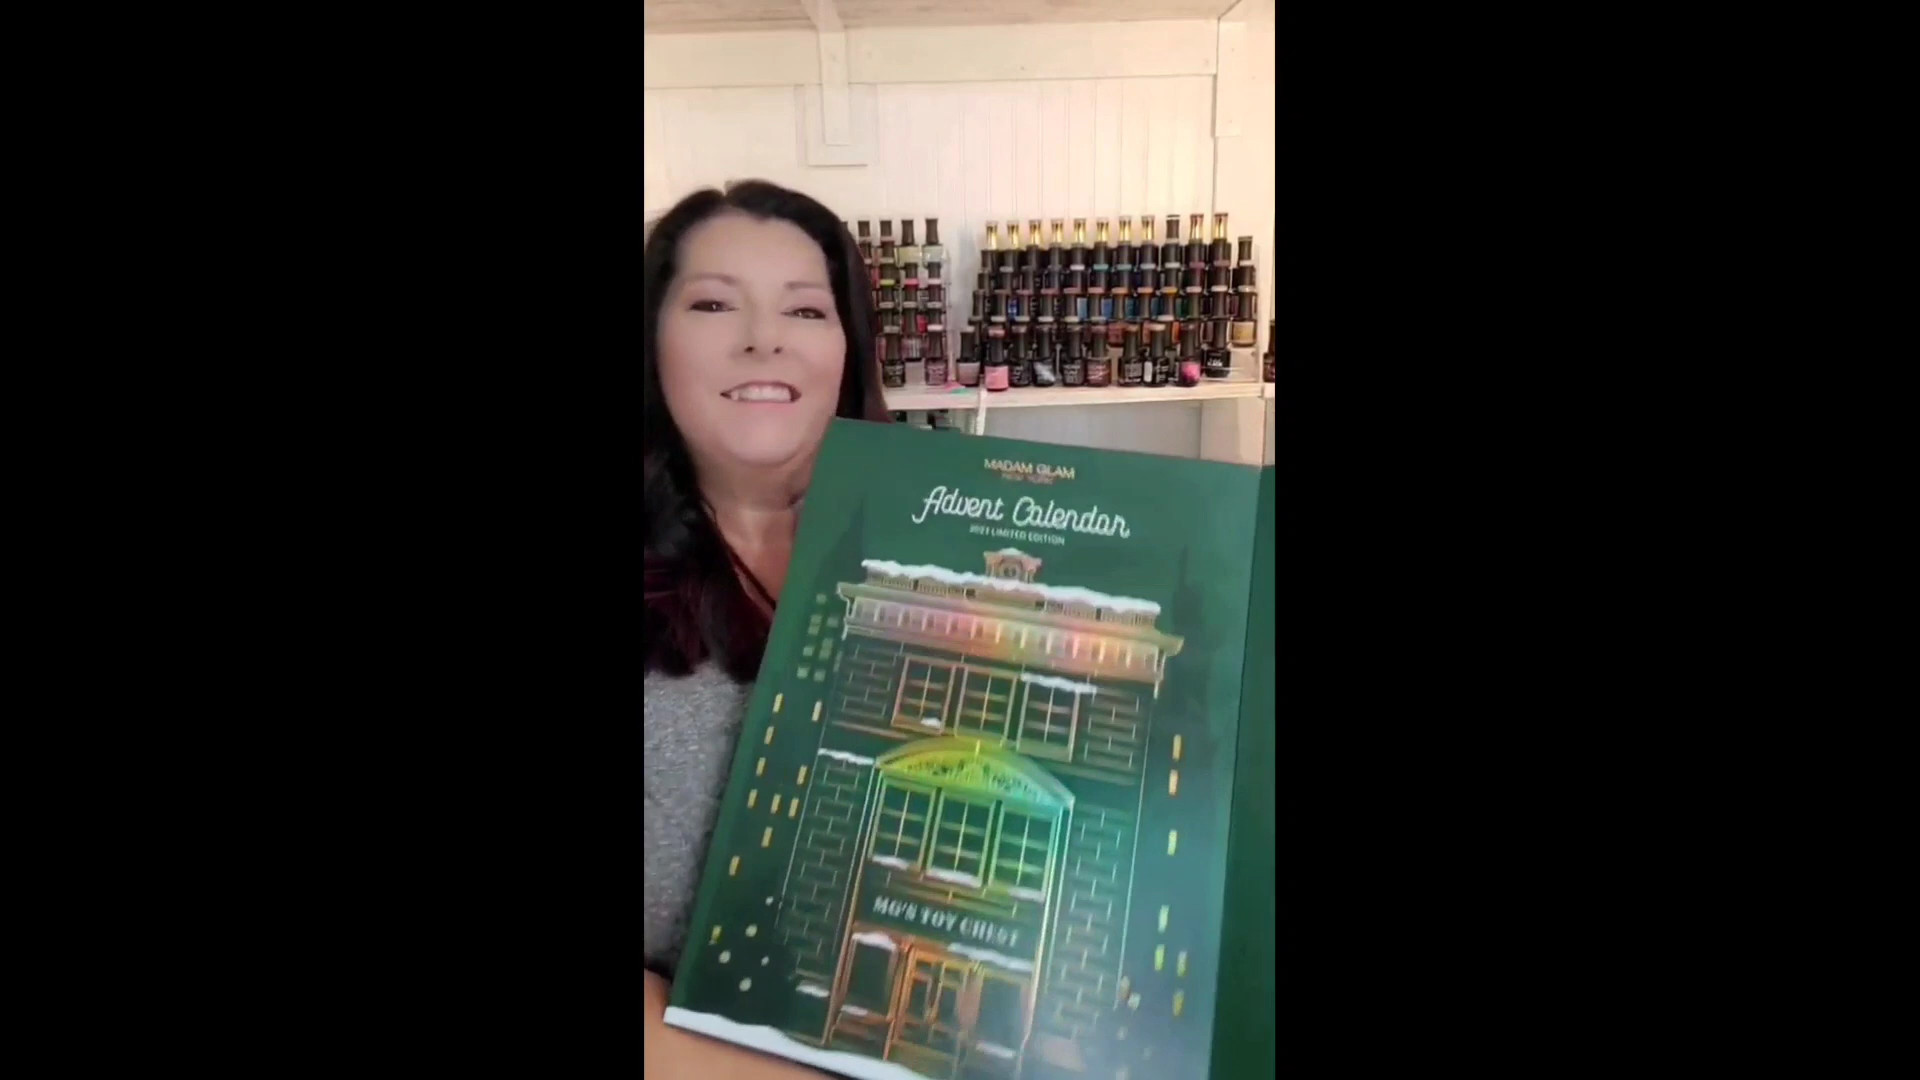 MADAM GLAM
NEW YORK
Advent Calendar
2021 LIMITED EDITION
MG'S TOY CHEST